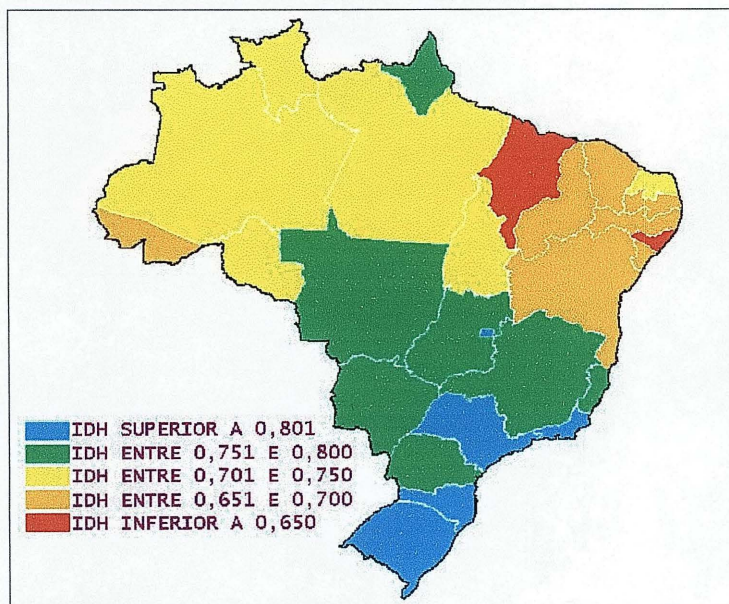 IDH SUPERIOR A 0,801
IDH ENTRE 0,751 E 0,800
IDH ENTRE 0,701 E 0,750
IDH ENTRE 0,651 E 0,700
IDH INFERIOR A 0,650